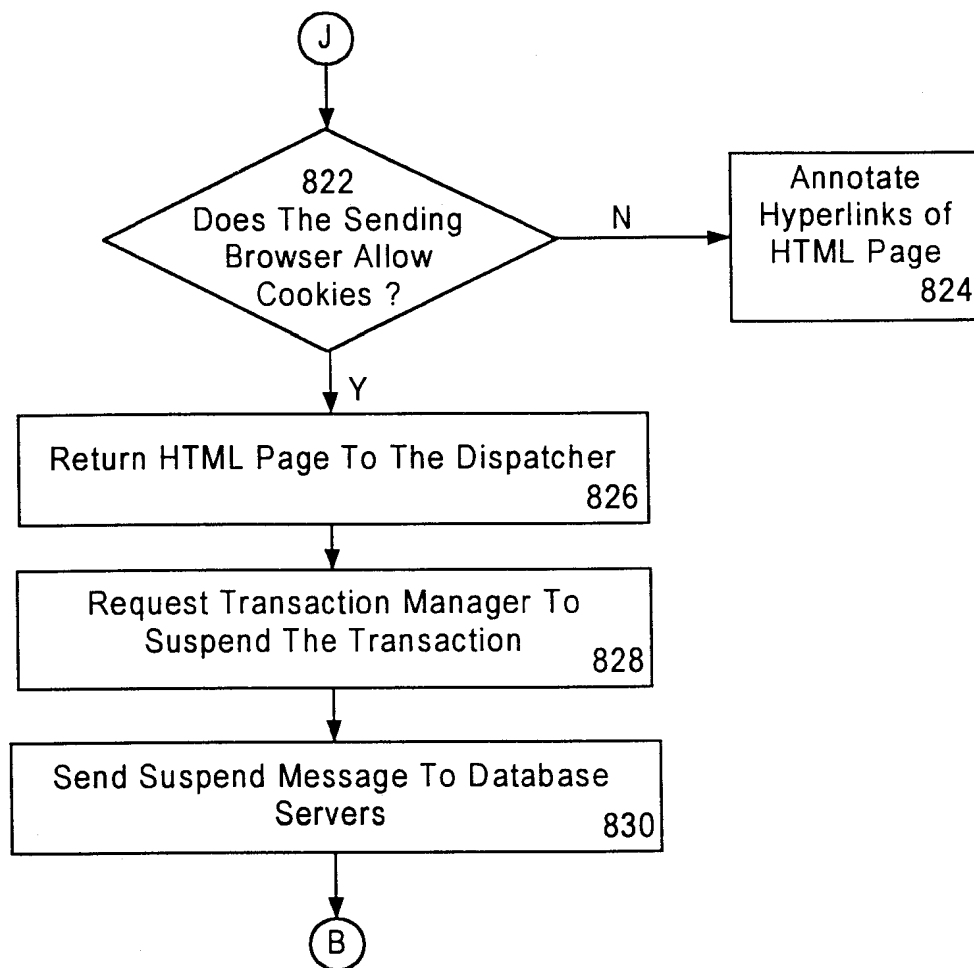 J
822
Does The Sending
Browser Allow
Cookies ?
N
Annotate
Hyperlinks of
HTML Page
824
Y
Return HTML Page To The Dispatcher
826
Request Transaction Manager To
Suspend The Transaction
828
Send Suspend Message To Database
Servers
830
B